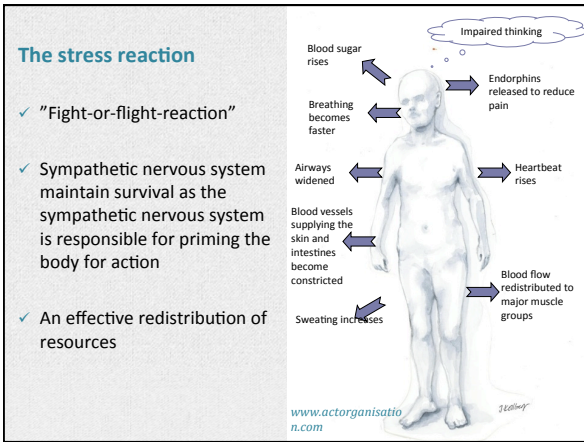 The stress reaction
✓ ”Fight-or-flight-reaction”
✓ Sympathetic nervous system
maintain survival as the
sympathetic nervous system
is responsible for priming the
body for action
✓ An effective redistribution of
resources
Impaired thinking
Blood sugar
rises
Endorphins
released to reduce
pain
Breathing
becomes
faster
Airways
widened
Heartbeat
rises
Blood vessels
supplying the
skin and
intestines
become
constricted
Blood flow
redistributed to
major muscle
groups
Sweating increases
www.actorganisatio
n.com